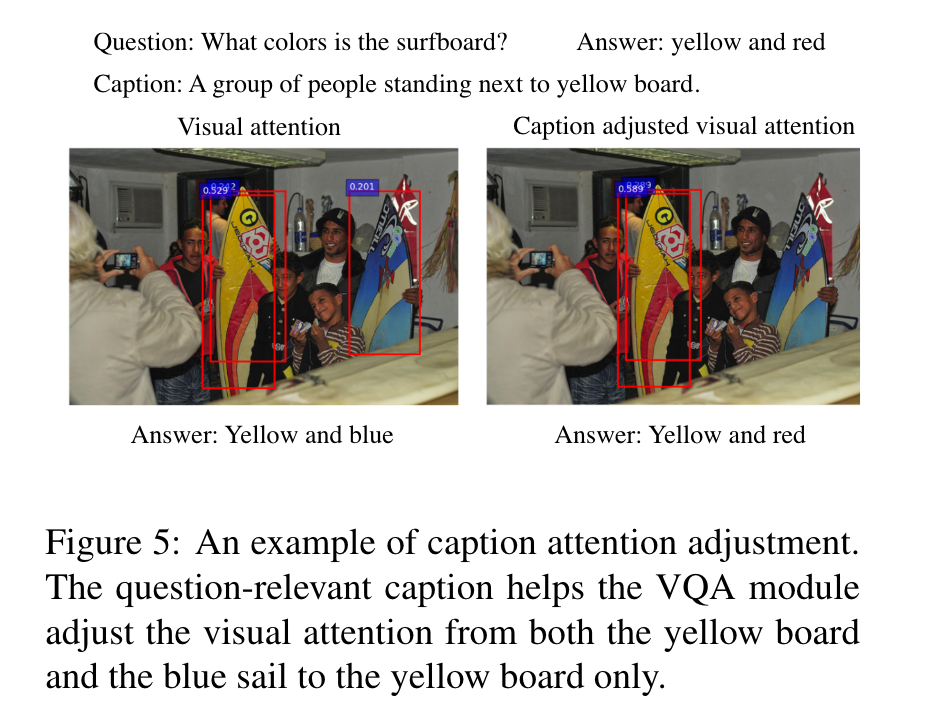 Question: What colors is the surfboard? Answer: yellow and red
Caption: A group of people standing next to yellow board.
Visual attention Caption adjusted visual attention
0.529
0.201
0.589
Answer: Yellow and blue Answer: Yellow and red
Figure 5: An example of caption attention adjustment.
The question-relevant caption helps the VQA module
adjust the visual attention from both the yellow board
and the blue sail to the yellow board only.